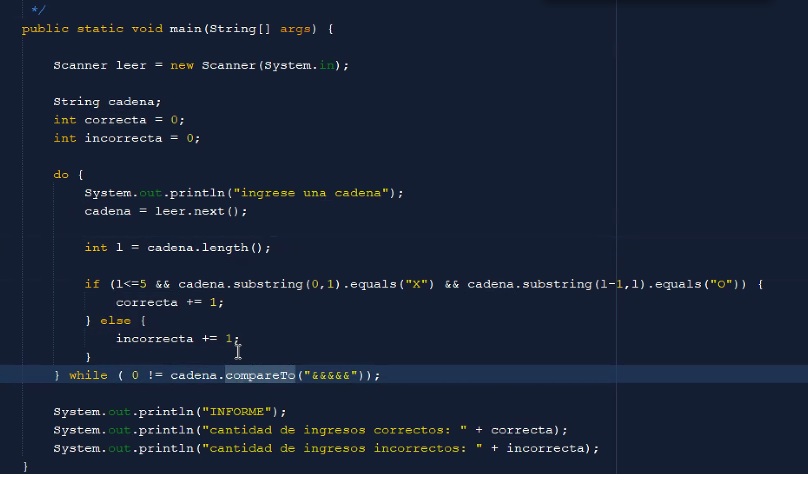 */
public static void main(String[] args) {
Scanner leer = new Scanner(System.in);
String cadena;
int correcta = 0;
int incorrecta = 0;
do {
System.out.println("ingrese una cadena");
cadena = leer.next();
int l = cadena.length();
if (l<=5 && cadena.substring(0,1).equals("X") && cadena.substring(l-1,l).equals("O")) {
correcta += 1;
} else {
incorrecta += 1;
}
} while ( 0 != cadena.compareTo("&&&&&"));
System.out.println("INFORME");
System.out.println("cantidad de ingresos correctos: " + correcta);
System.out.println("cantidad de ingresos incorrectos: " + incorrecta);
}